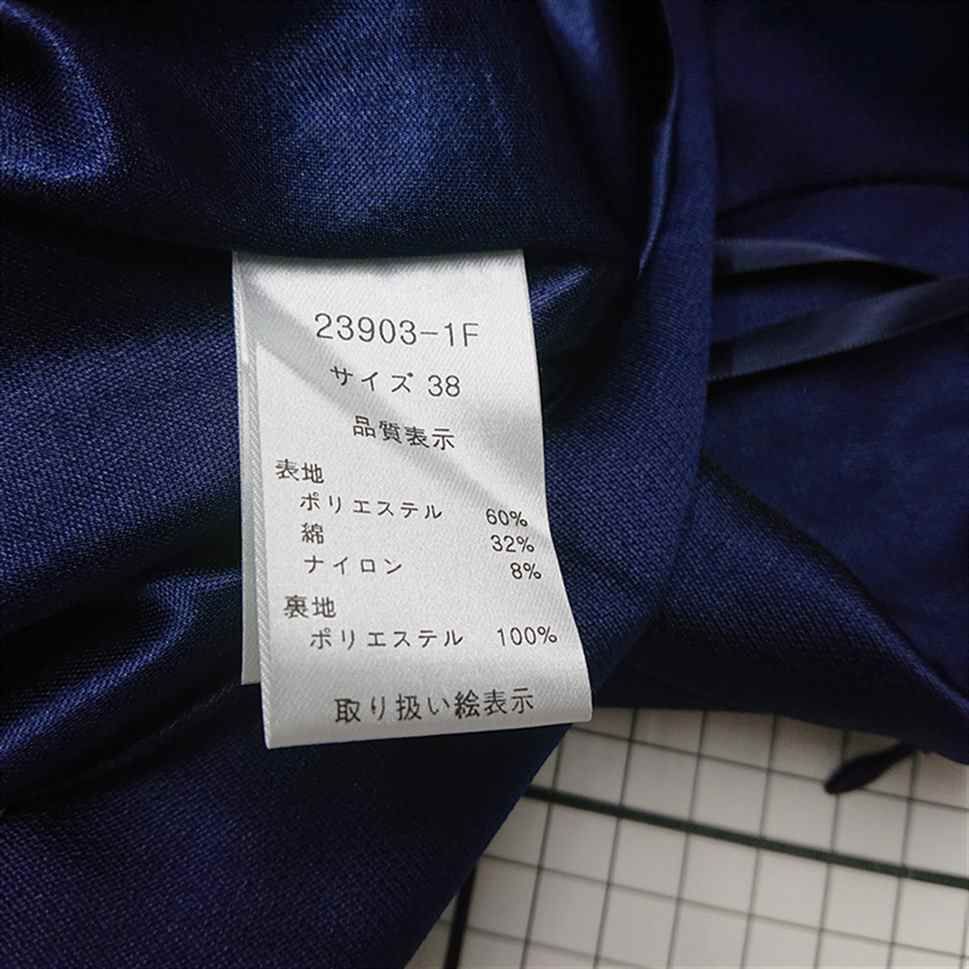 23903-1F
サイズ 38
品質表示
表地
ポリエステル 60%
綿 32%
ナイロン 8%
裏地
ポリエステル 100%
取り扱い絵表示